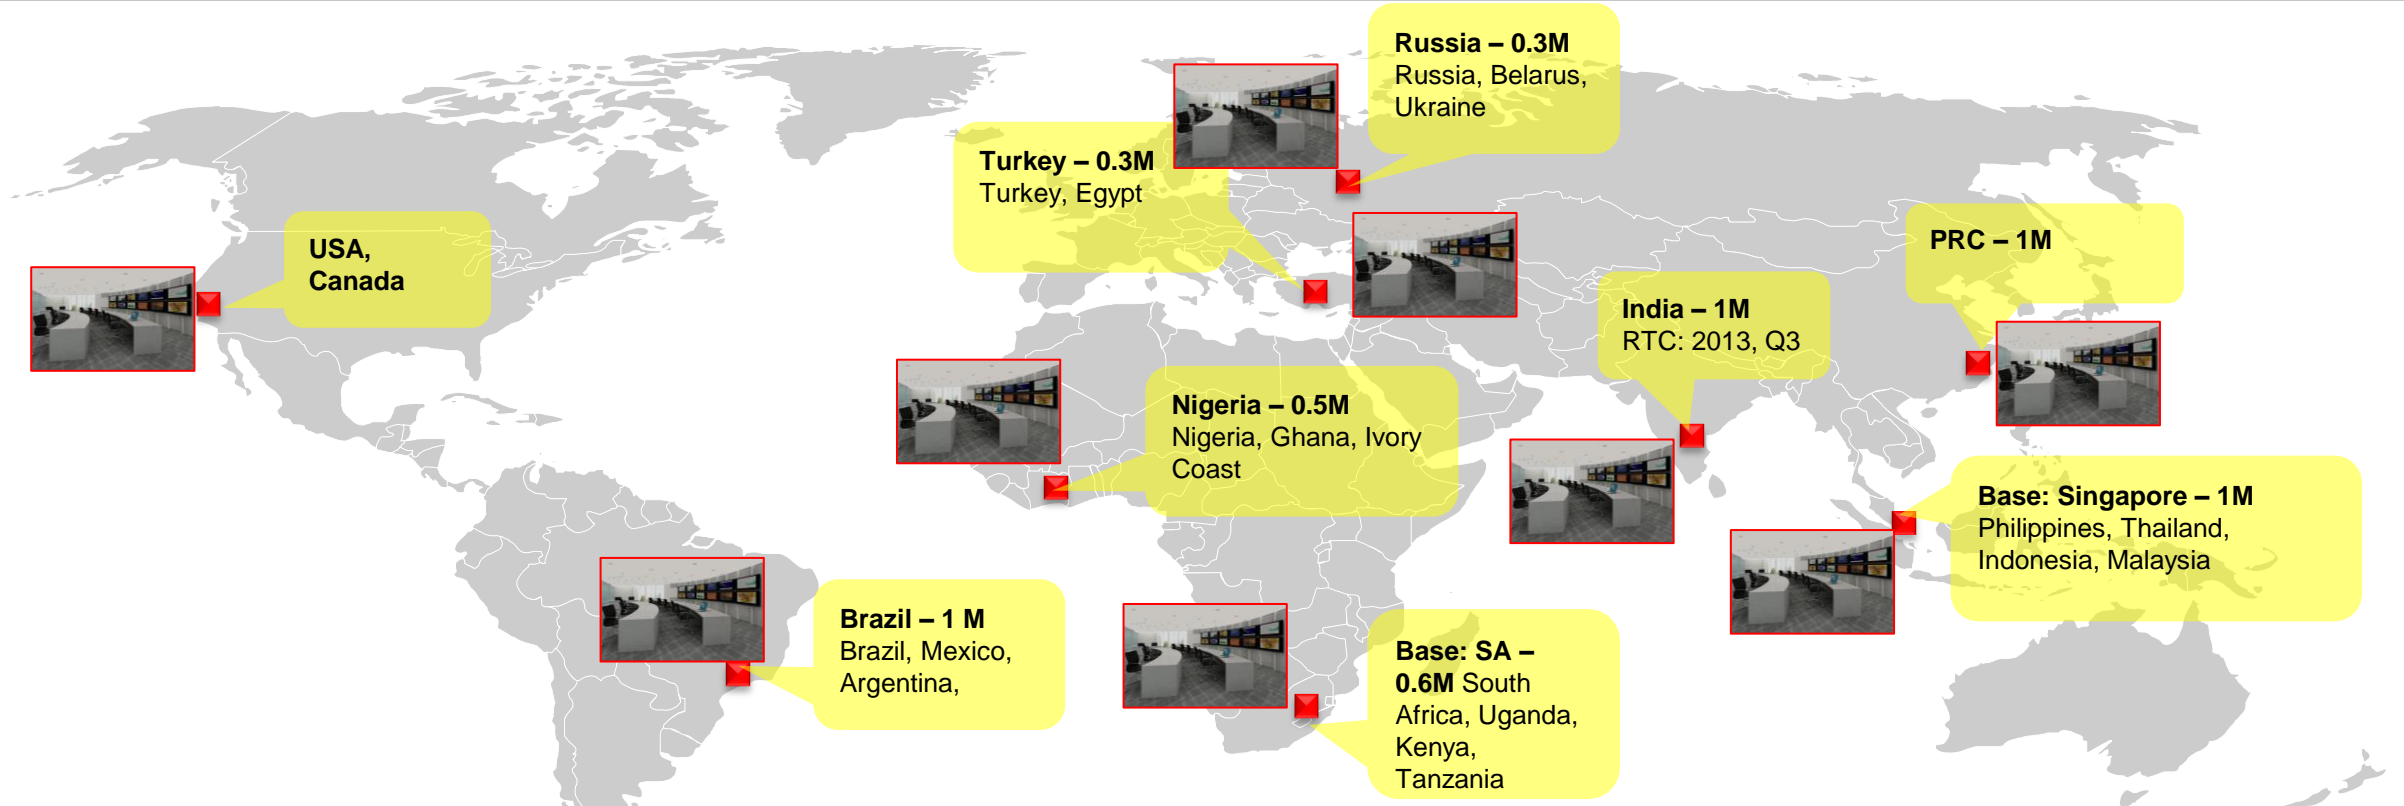 Russia – 0.3M
Russia, Belarus,
Ukraine
Turkey – 0.3M
Turkey, Egypt
USA,
Canada
PRC – 1M
India – 1M
RTC: 2013, Q3
Nigeria – 0.5M
Nigeria, Ghana, Ivory
Coast
Base: Singapore – 1M
Philippines, Thailand,
Indonesia, Malaysia
Brazil – 1 M
Brazil, Mexico,
Argentina,
Base: SA –
0.6M South
Africa, Uganda,
Kenya,
Tanzania